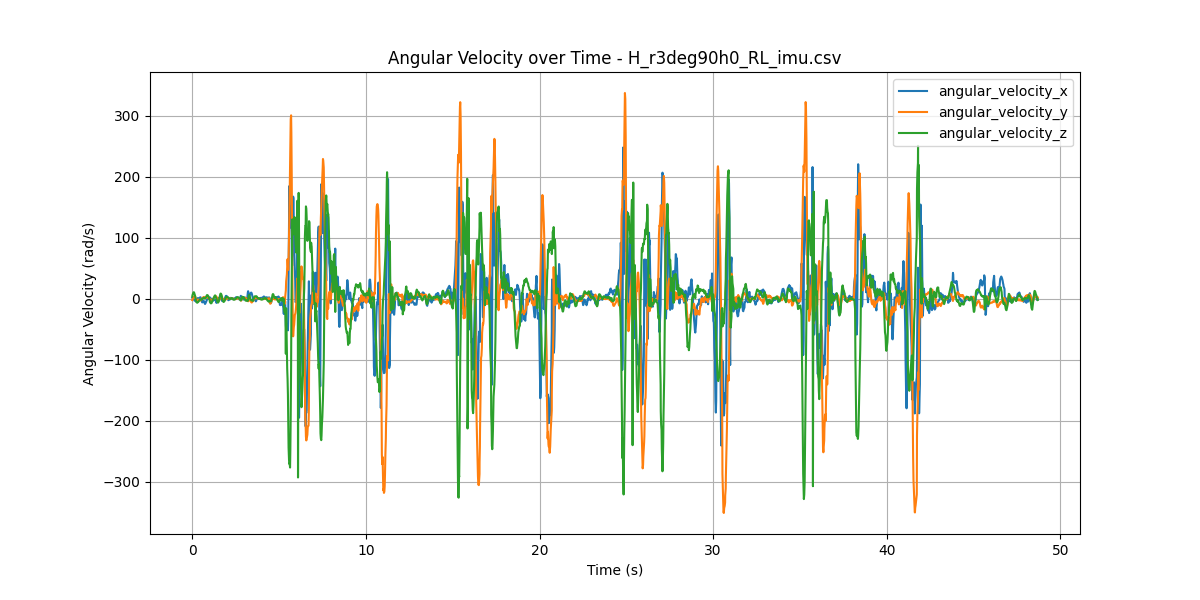 Angular Velocity over Time - H_r3deg90h0_RL_imu.csv
angular_velocity_x
angular_velocity_y
angular_velocity_z
Angular Velocity (rad/s)
300
200
100
0
−100
−200
−300
0 10 20 30 40 50
Time (s)